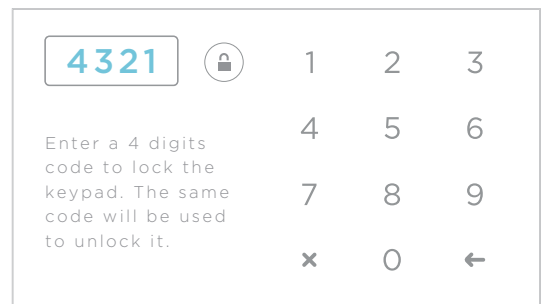 4321
1 2 3
4 5 6
7 8 9
× 0 ←
Enter a 4 digits
code to lock the
keypad. The same
code will be used
to unlock it.